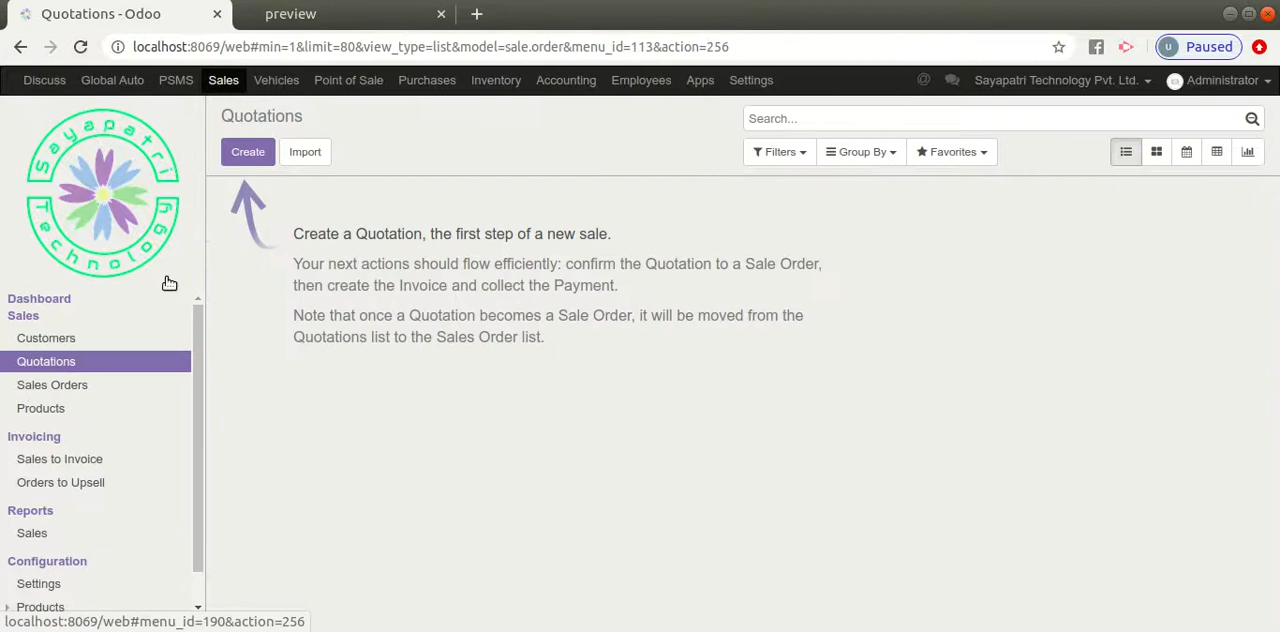 Quotations - Odoo
preview
localhost:8069/web#min=1&limit=80&view_type=list&model=sale.order&menu_id=113&action=256
u Paused
Discuss Global Auto PSMS Sales Vehicles Point of Sale Purchases Inventory Accounting Employees Apps Settings @ Sayapatri Technology Pvt. Ltd. Administrator
Sayapatri
Technology
Quotations
Search...
Create Import
Filters Group By Favorites
Dashboard
Sales
Customers
Quotations
Sales Orders
Products
Invoicing
Sales to Invoice
Orders to Upsell
Reports
Sales
Configuration
Settings
Products
Create a Quotation, the first step of a new sale.
Your next actions should flow efficiently: confirm the Quotation to a Sale Order,
then create the Invoice and collect the Payment.
Note that once a Quotation becomes a Sale Order, it will be moved from the
Quotations list to the Sales Order list.
localhost:8069/web#menu_id=190&action=256